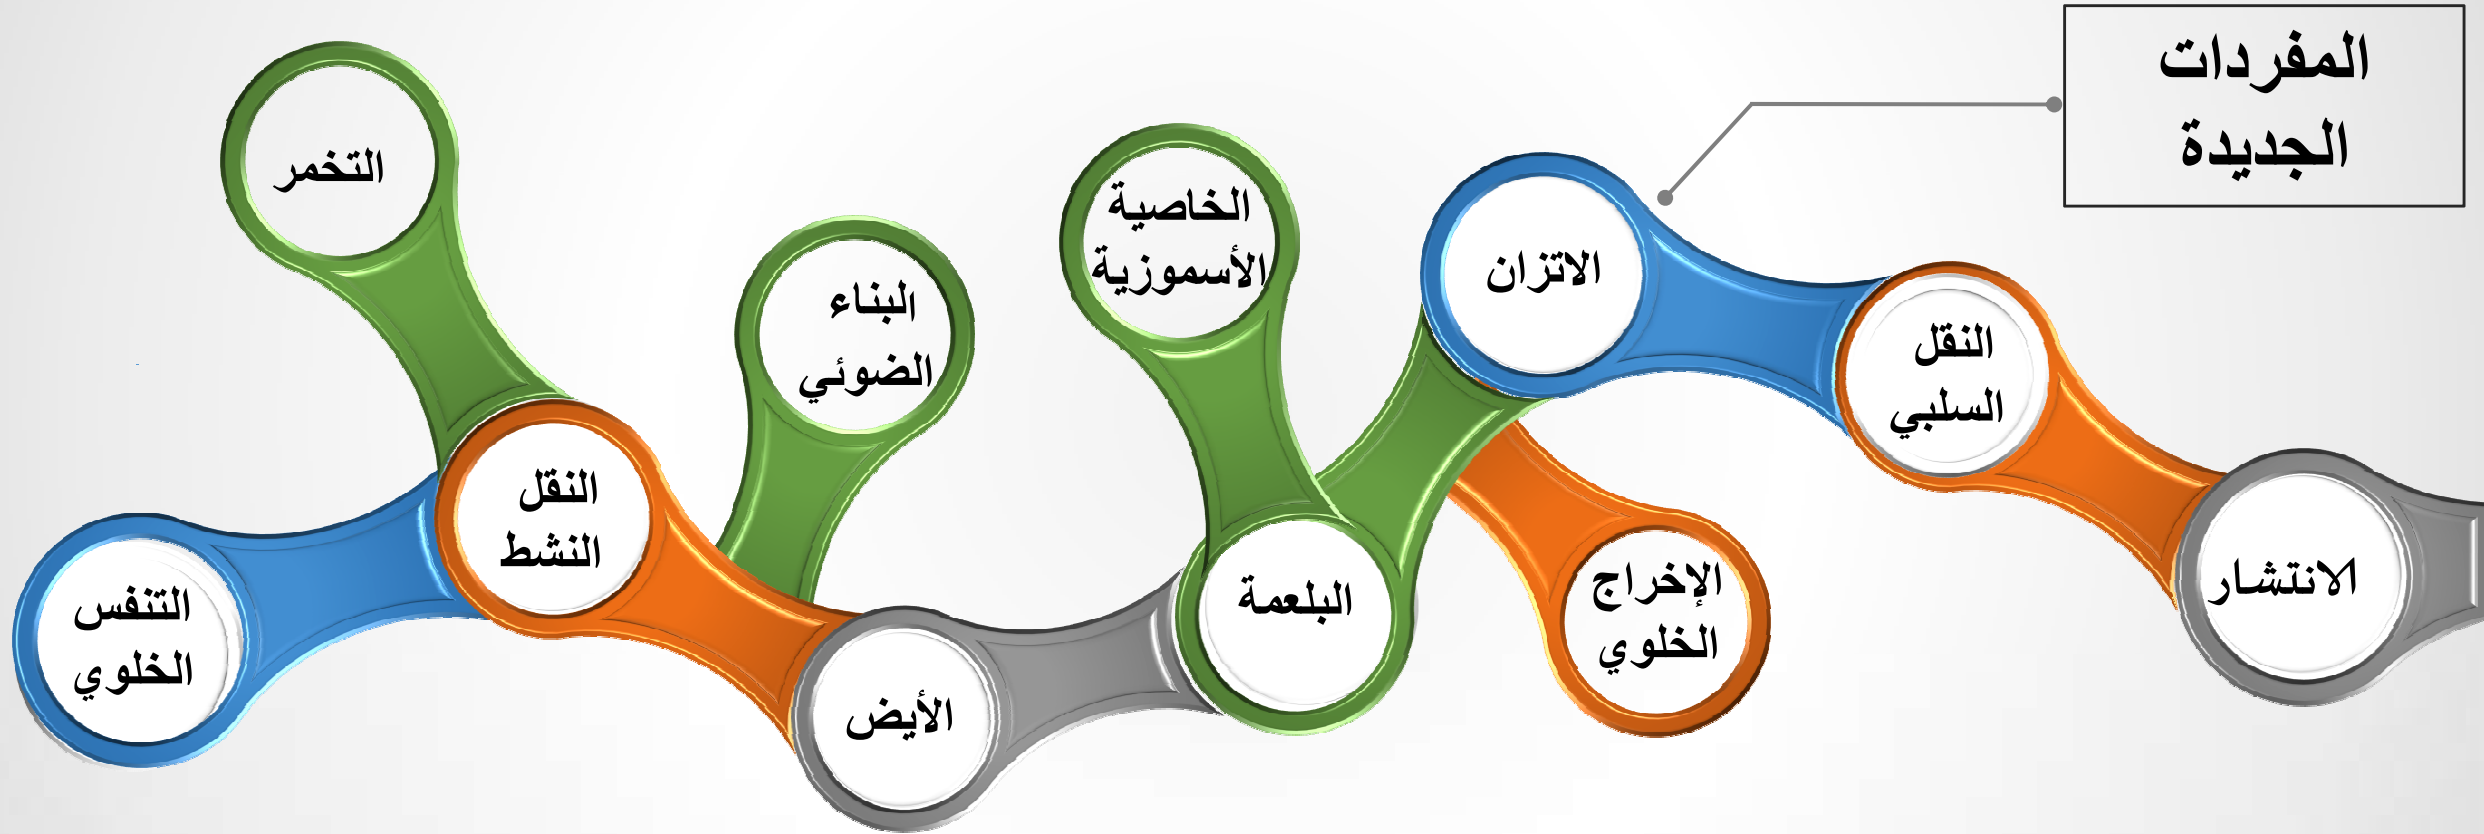 المفردات
الجديدة
الانتشار
النقل
السلبي
الاتزان
الإخراج
الخلوي
الخاصية
الأسموزية
البلعمة
الأيض
البناء
الضوئي
النقل
النشط
التخمر
التنفس
الخلوي